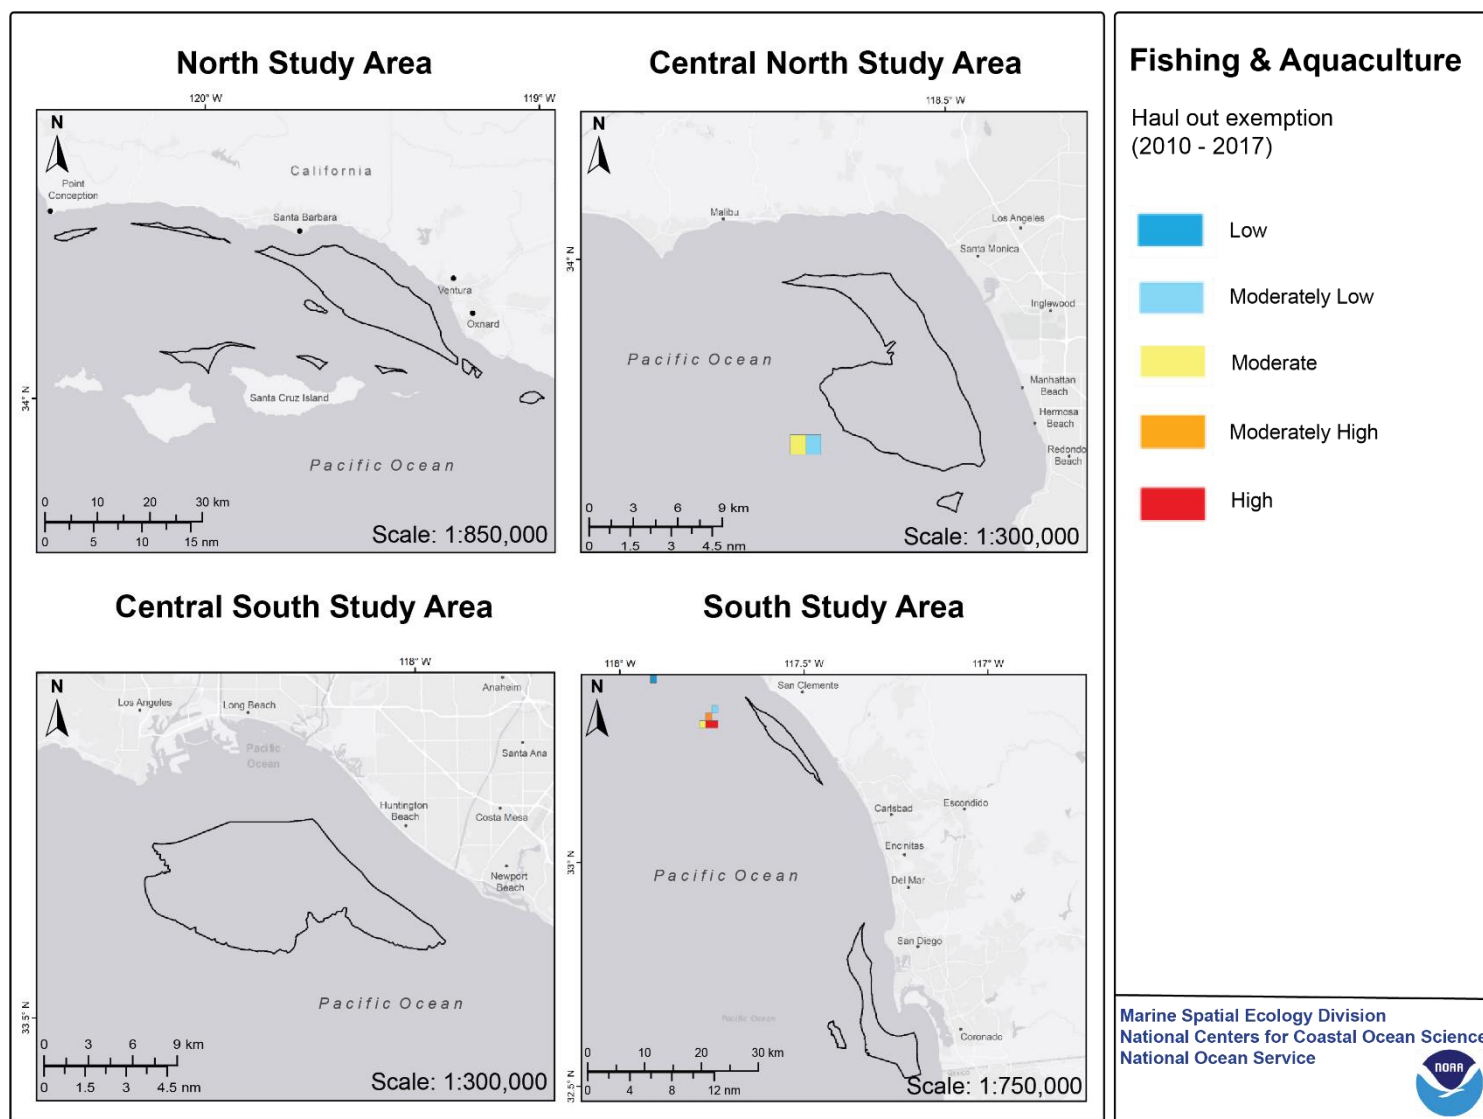 North Study Area
120° W
119° W
N
Point
Conception
California
Santa Barbara
Ventura
Oxnard
34° N
Santa Cruz Island
Pacific Ocean
0 10 20 30 km
0 5 10 15 nm
Scale: 1:850,000
Central North Study Area
118.5° W
N
Malibu
Los Angeles
Santa Monica
34° N
Inglewood
Pacific Ocean
Manhattan
Beach
Hermosa
Beach
Redondo
Beach
0 3 6 9 km
0 1.5 3 4.5 nm
Scale: 1:300,000
Central South Study Area
118° W
N
Anaheim
Los Angeles
Long Beach
Pacific
Ocean
Santa Ana
Huntington
Beach
Costa Mesa
Newport
Beach
Pacific Ocean
33.5° N
0 3 6 9 km
0 1.5 3 4.5 nm
Scale: 1:300,000
South Study Area
118° W
117.5° W
117° W
N
San Clemente
Carlsbad
Escondido
Encinitas
33° N
Pacific Ocean
Del Mar
San Diego
Pacific Ocean
Coronado
Mexico
0 10 20 30 km
0 4 8 12 nm
32.5° N
Scale: 1:750,000
Fishing & Aquaculture
Haul out exemption
(2010 - 2017)
Low
Moderately Low
Moderate
Moderately High
High
Marine Spatial Ecology Division
National Centers for Coastal Ocean Science
National Ocean Service
NOAA